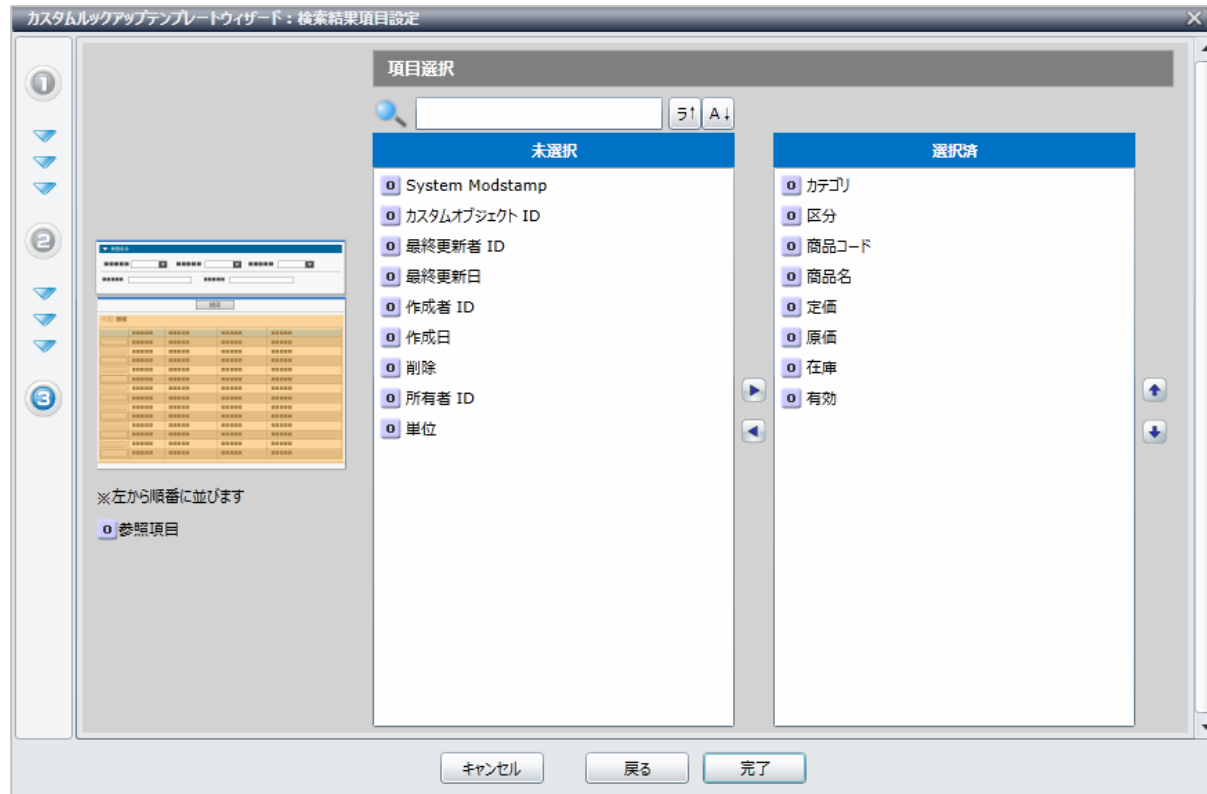 カスタムルックアップテンプレートウィザード:検索結果項目設定
項目選択
ラ↑ A↓
未選択
選択済
System Modstamp
カスタムオブジェクト ID
最終更新者 ID
最終更新日
作成者 ID
作成日
削除
所有者 ID
単位
カテゴリ
区分
商品コード
商品名
定価
原価
在庫
有効
1
2
3
※左から順番に並びます
O 参照項目
キャンセル
戻る
完了